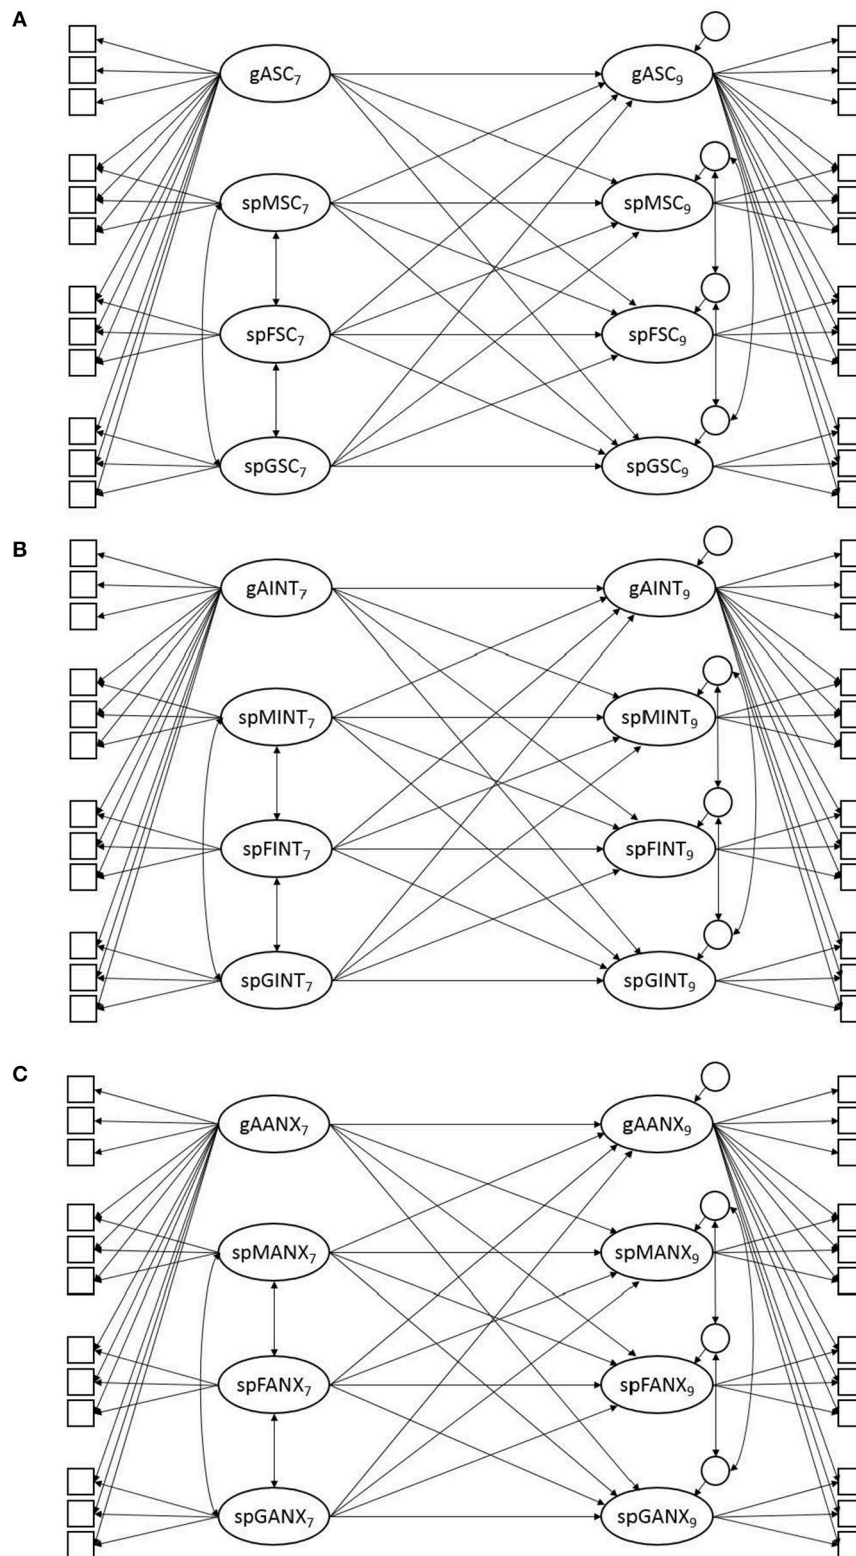 A
gASC₇ gASC₉
spMSC₇ spMSC₉
spFSC₇ spFSC₉
spGSC₇ spGSC₉
B
gAINT₇ gAINT₉
spMINT₇ spMINT₉
spFINT₇ spFINT₉
spGINT₇ spGINT₉
C
gAANX₇ gAANX₉
spMANX₇ spMANX₉
spFANX₇ spFANX₉
spGANX₇ spGANX₉